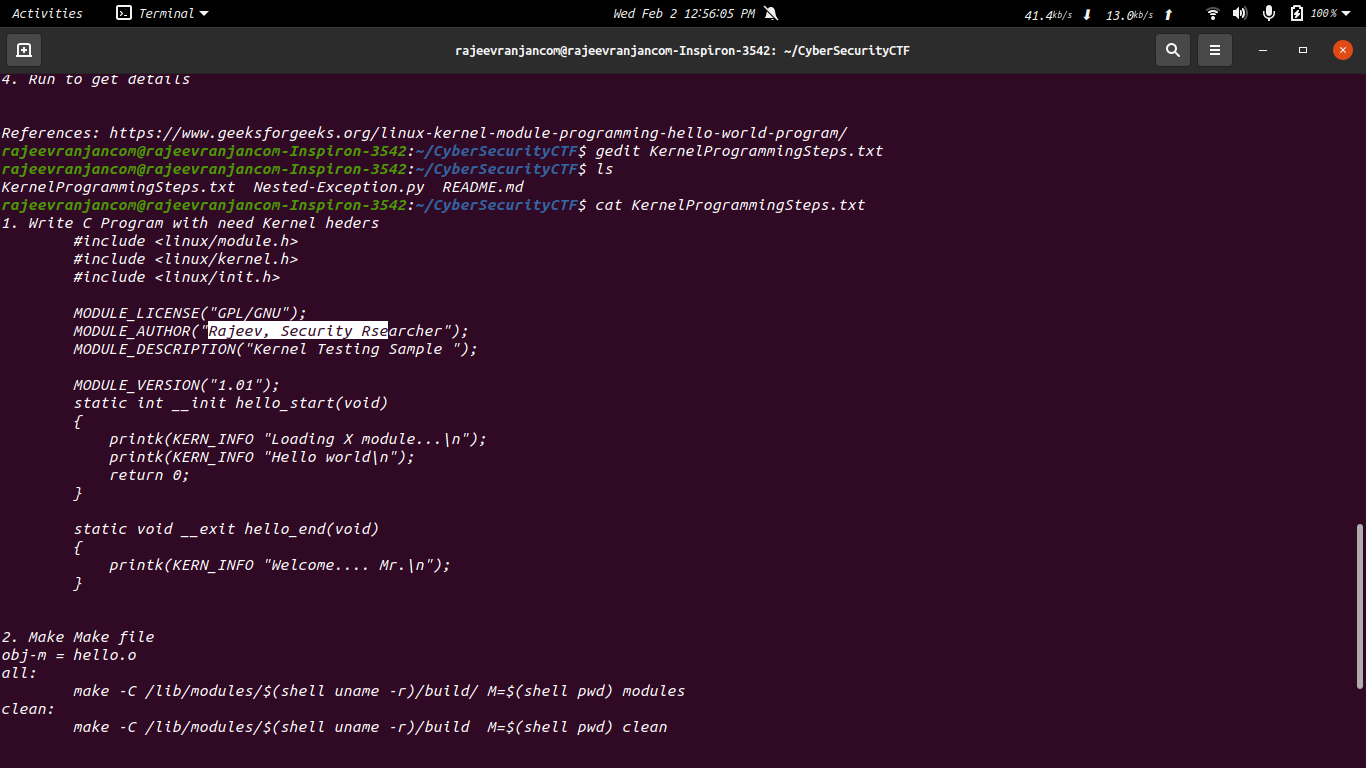 Activities Terminal Wed Feb 2 12:56:05 PM 41.4kb/s 13.0kb/s 100%
rajeevranjancom@rajeevranjancom-Inspiron-3542: ~/CyberSecurityCTF
4. Run to get details
References: https://www.geeksforgeeks.org/linux-kernel-module-programming-hello-world-program/
rajeevranjancom@rajeevranjancom-Inspiron-3542:~/CyberSecurityCTF$ gedit KernelProgrammingSteps.txt
rajeevranjancom@rajeevranjancom-Inspiron-3542:~/CyberSecurityCTF$ ls
KernelProgrammingSteps.txt  Nested-Exception.py  README.md
rajeevranjancom@rajeevranjancom-Inspiron-3542:~/CyberSecurityCTF$ cat KernelProgrammingSteps.txt
1. Write C Program with need Kernel heders
#include <linux/module.h>
#include <linux/kernel.h>
#include <linux/init.h>
MODULE_LICENSE("GPL/GNU");
MODULE_AUTHOR("Rajeev, Security Rsearcher");
MODULE_DESCRIPTION("Kernel Testing Sample ");
MODULE_VERSION("1.01");
static int __init hello_start(void)
{
printk(KERN_INFO "Loading X module...\n");
printk(KERN_INFO "Hello world\n");
return 0;
}
static void __exit hello_end(void)
{
printk(KERN_INFO "Welcome.... Mr.\n");
}
2. Make Make file
obj-m = hello.o
all:
make -C /lib/modules/$(shell uname -r)/build/ M=$(shell pwd) modules
clean:
make -C /lib/modules/$(shell uname -r)/build  M=$(shell pwd) clean